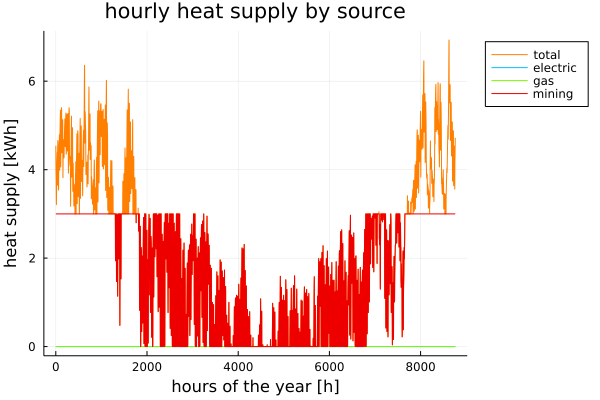 hourly heat supply by source
heat supply [kWh]
6
4
2
0
0 2000 4000 6000 8000
hours of the year [h]
total
electric
gas
mining